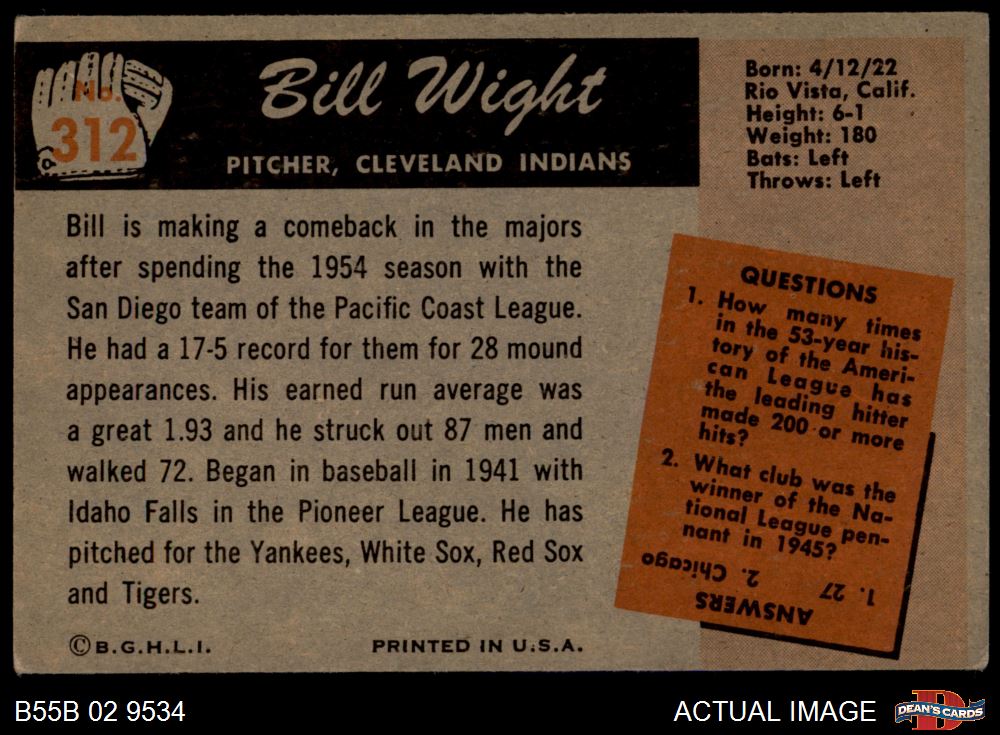 No.
312
Bill Wight
PITCHER, CLEVELAND INDIANS
Born: 4/12/22
Rio Vista, Calif.
Height: 6-1
Weight: 180
Bats: Left
Throws: Left
Bill is making a comeback in the majors
after spending the 1954 season with the
San Diego team of the Pacific Coast League.
He had a 17-5 record for them for 28 mound
appearances. His earned run average was
a great 1.93 and he struck out 87 men and
walked 72. Began in baseball in 1941 with
Idaho Falls in the Pioneer League. He has
pitched for the Yankees, White Sox, Red Sox
and Tigers.
©B.G.H.L.I.
PRINTED IN U.S.A.
QUESTIONS
1. How many times
in the 53-year his-
tory of the Ameri-
can League has
the leading hitter
made 200 or more
hits?
2. What club was the
winner of the Na-
tional League pen-
nant in 1945?
ANSWERS
1. 27 2. Chicago
B55B 02 9534
ACTUAL IMAGE
D
DEAN'S CARDS